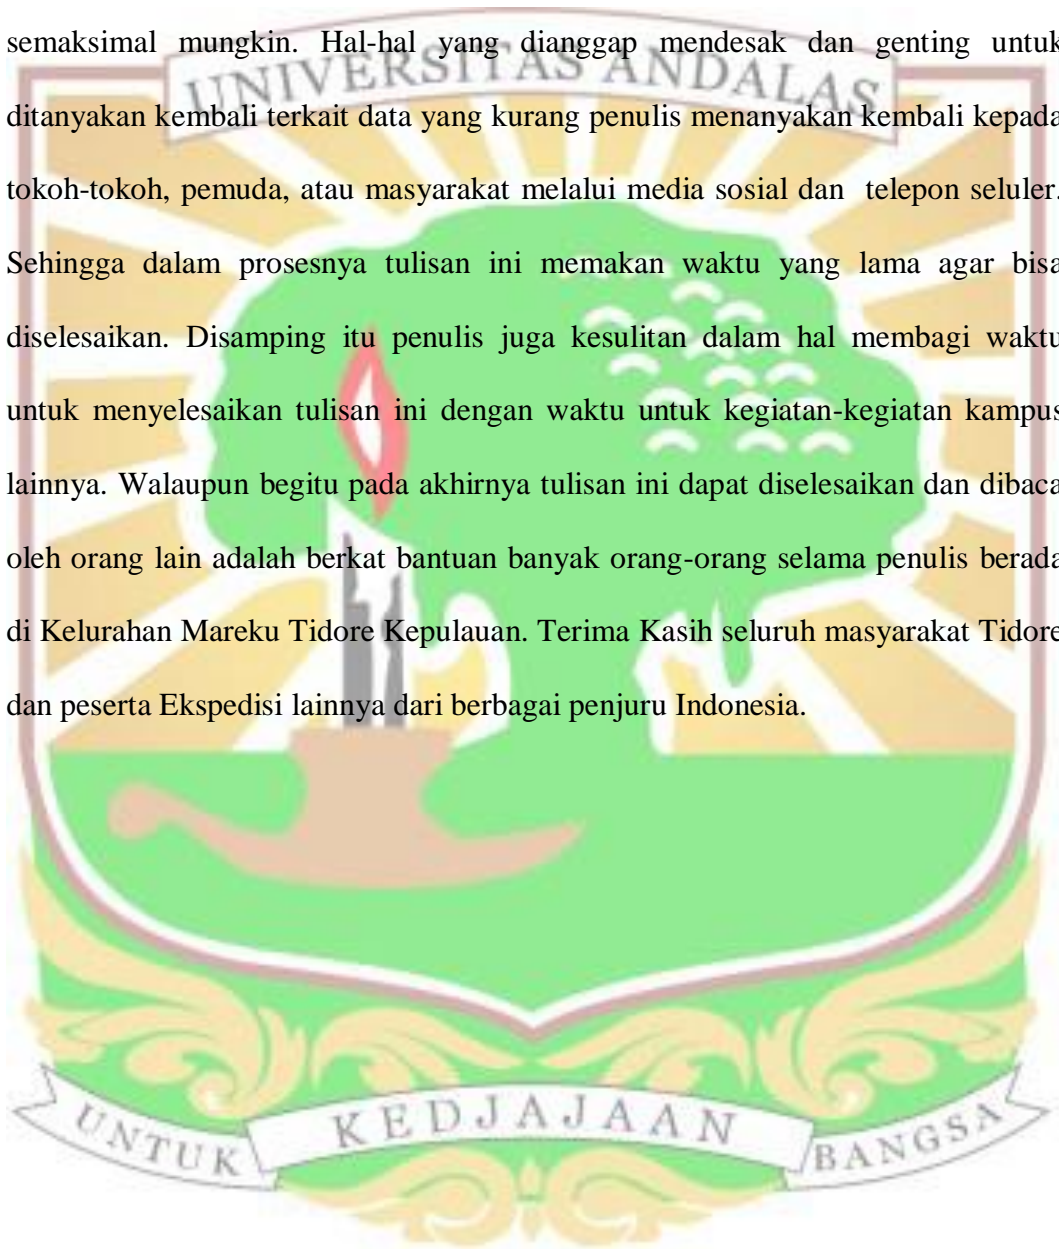 semaksimal mungkin. Hal-hal yang dianggap mendesak dan genting untuk
UNIVERSITAS ANDALAS
ditanyakan kembali terkait data yang kurang penulis menanyakan kembali kepada
tokoh-tokoh, pemuda, atau masyarakat melalui media sosial dan telepon seluler.
Sehingga dalam prosesnya tulisan ini memakan waktu yang lama agar bisa
diselesaikan. Disamping itu penulis juga kesulitan dalam hal membagi waktu
untuk menyelesaikan tulisan ini dengan waktu untuk kegiatan-kegiatan kampus
lainnya. Walaupun begitu pada akhirnya tulisan ini dapat diselesaikan dan dibaca
oleh orang lain adalah berkat bantuan banyak orang-orang selama penulis berada
di Kelurahan Mareku Tidore Kepulauan. Terima Kasih seluruh masyarakat Tidore
dan peserta Ekspedisi lainnya dari berbagai penjuru Indonesia.
UNTUK KEDJAJAAN BANGSA